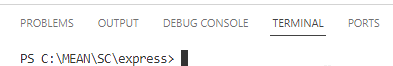 PROBLEMS OUTPUT DEBUG CONSOLE TERMINAL PORTS
PS C:\MEAN\SC\express>